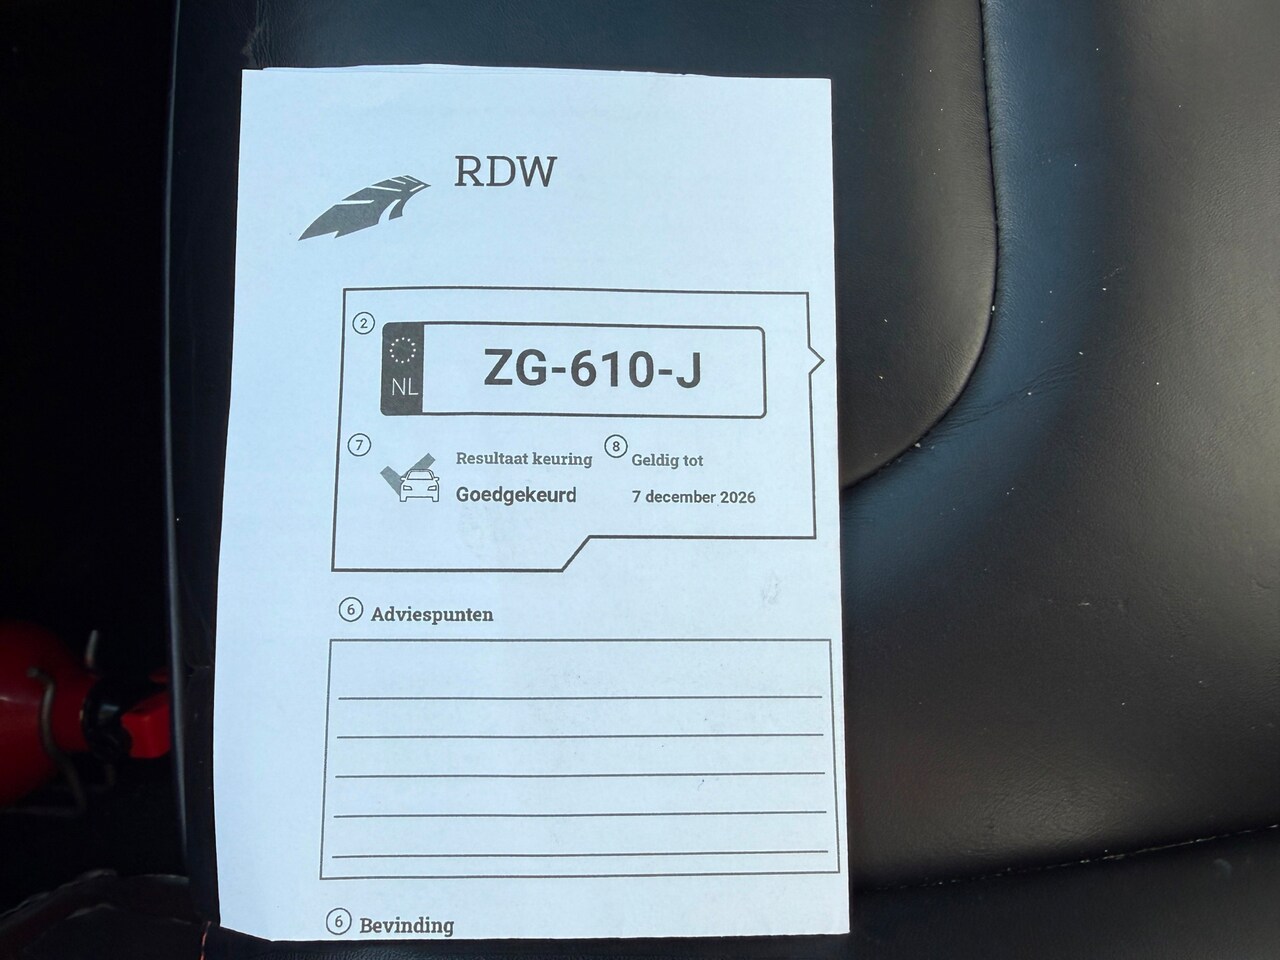 RDW
2
NL
ZG-610-J
7
Resultaat keuring
Goedgekeurd
8
Geldig tot
7 december 2026
6 Adviespunten
6 Bevinding